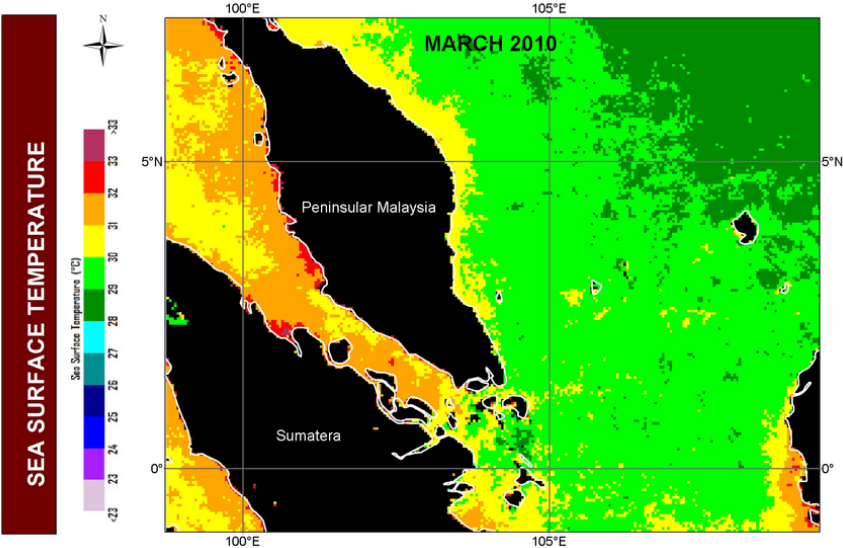 100°E
105°E
N
MARCH 2010
SEA SURFACE TEMPERATURE
Sea Surface Temperature (°C)
>33
33
32
31
30
29
28
27
26
25
24
23
<23
5°N
5°N
Peninsular Malaysia
Sumatera
0°
0°
100°E
105°E